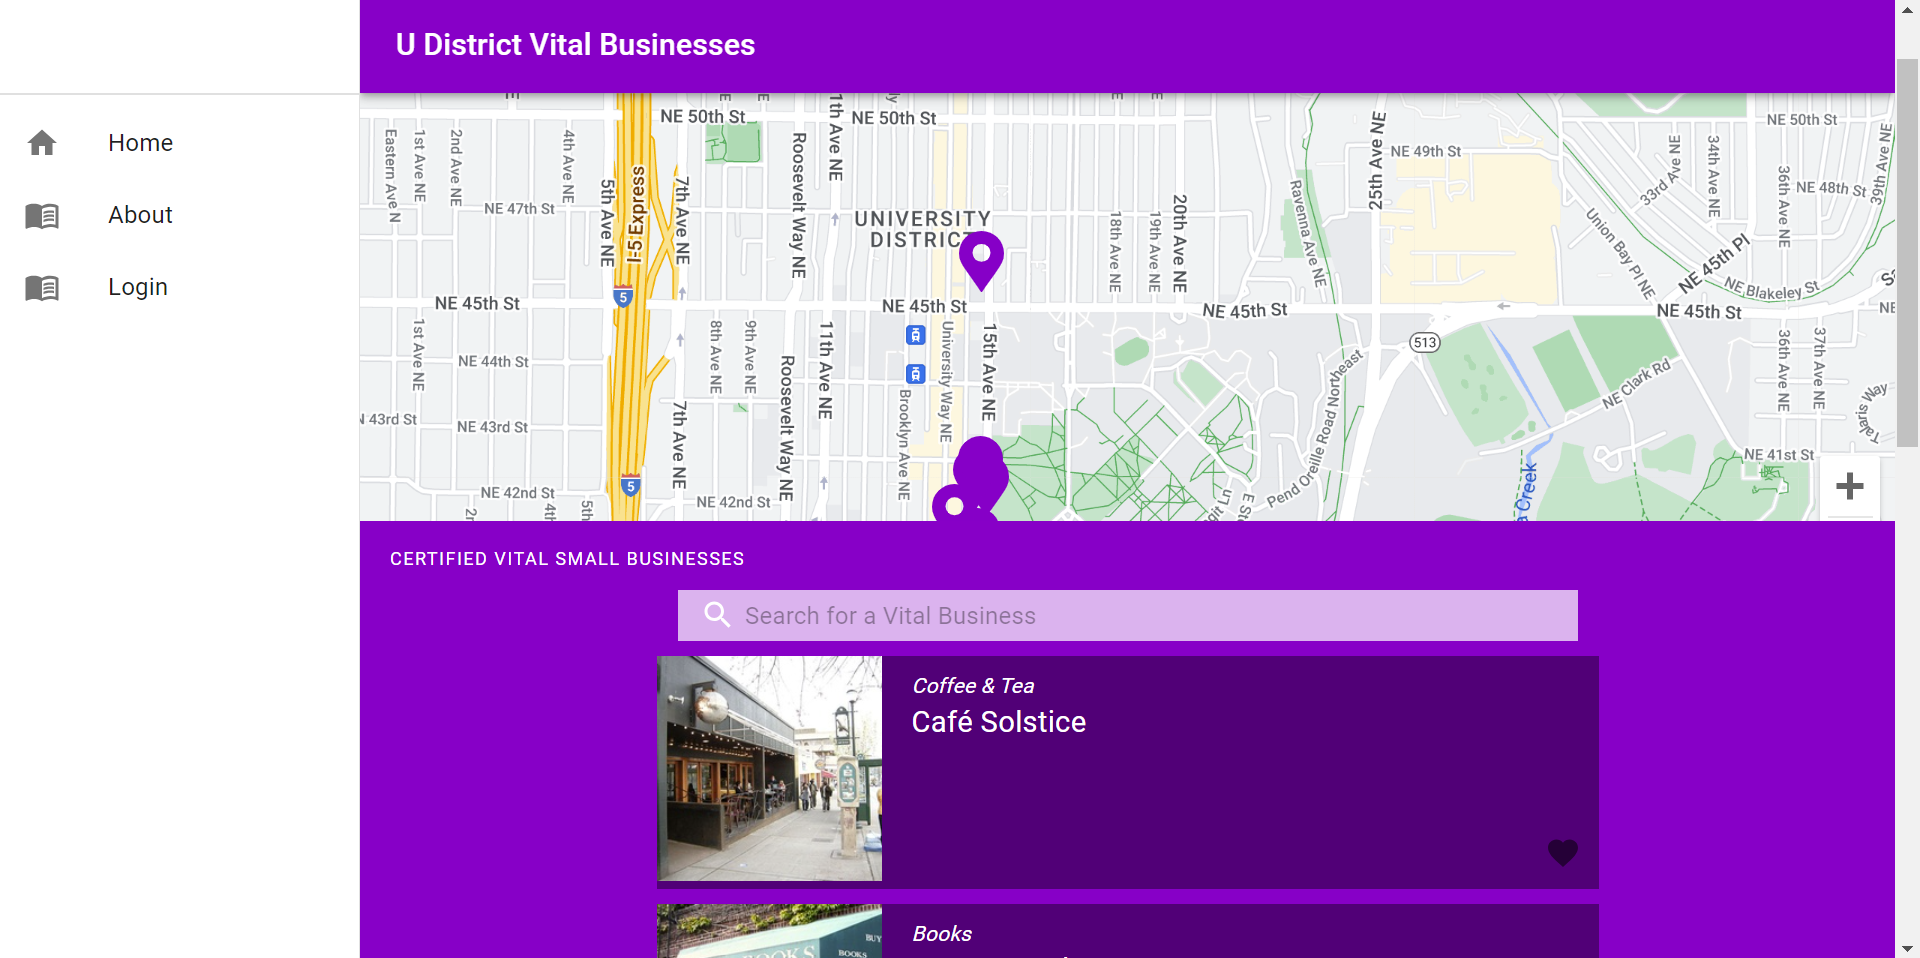 U District Vital Businesses
Home
About
Login
NE 50th St
NE 50th St
NE 50th St
Eastern Ave N
1st Ave NE
2nd Ave NE
4th Ave NE
5th Ave NE
I-5 Express
7th Ave NE
Roosevelt Way NE
11th Ave NE
NE 47th St
UNIVERSITY
DISTRICT
18th Ave NE
19th Ave NE
20th Ave NE
Ravenna Ave NE
25th Ave NE
NE 49th St
33rd Ave NE
34th Ave NE
36th Ave NE
NE 48th St
39th Ave NE
Union Bay Pl NE
NE 45th Pl
NE Blakeley St
5
NE 45th St
NE 45th St
NE 45th St
NE 45th St
NE
513
1st Ave NE
NE 44th St
8th Ave NE
9th Ave NE
11th Ave NE
Roosevelt Way NE
University Way NE
15th Ave NE
Brooklyn Ave NE
7th Ave NE
N 43rd St
NE 43rd St
NE 42nd St
NE 42nd St
5
4th
5th
Pend Oreille Road Northeast
E St
NE Clark Rd
36th Ave NE
37th Ave NE
NE 41st St
a Creek
CERTIFIED VITAL SMALL BUSINESSES
Search for a Vital Business
Coffee & Tea
Café Solstice
Books
BUY
BOOKS
BOOKS